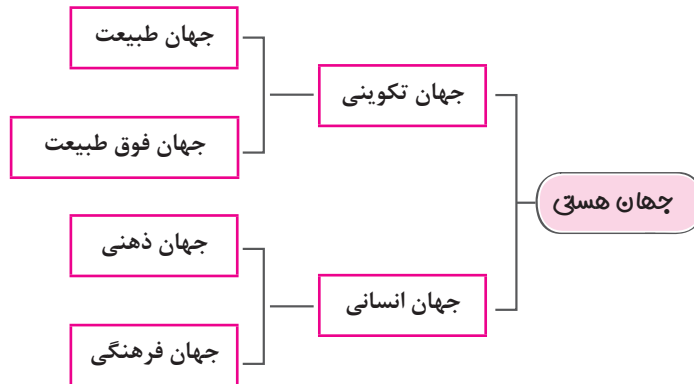 جهان هستی
جهان تکوینی
جهان طبیعت
جهان فوق طبیعت
جهان انسانی
جهان ذهنی
جهان فرهنگی